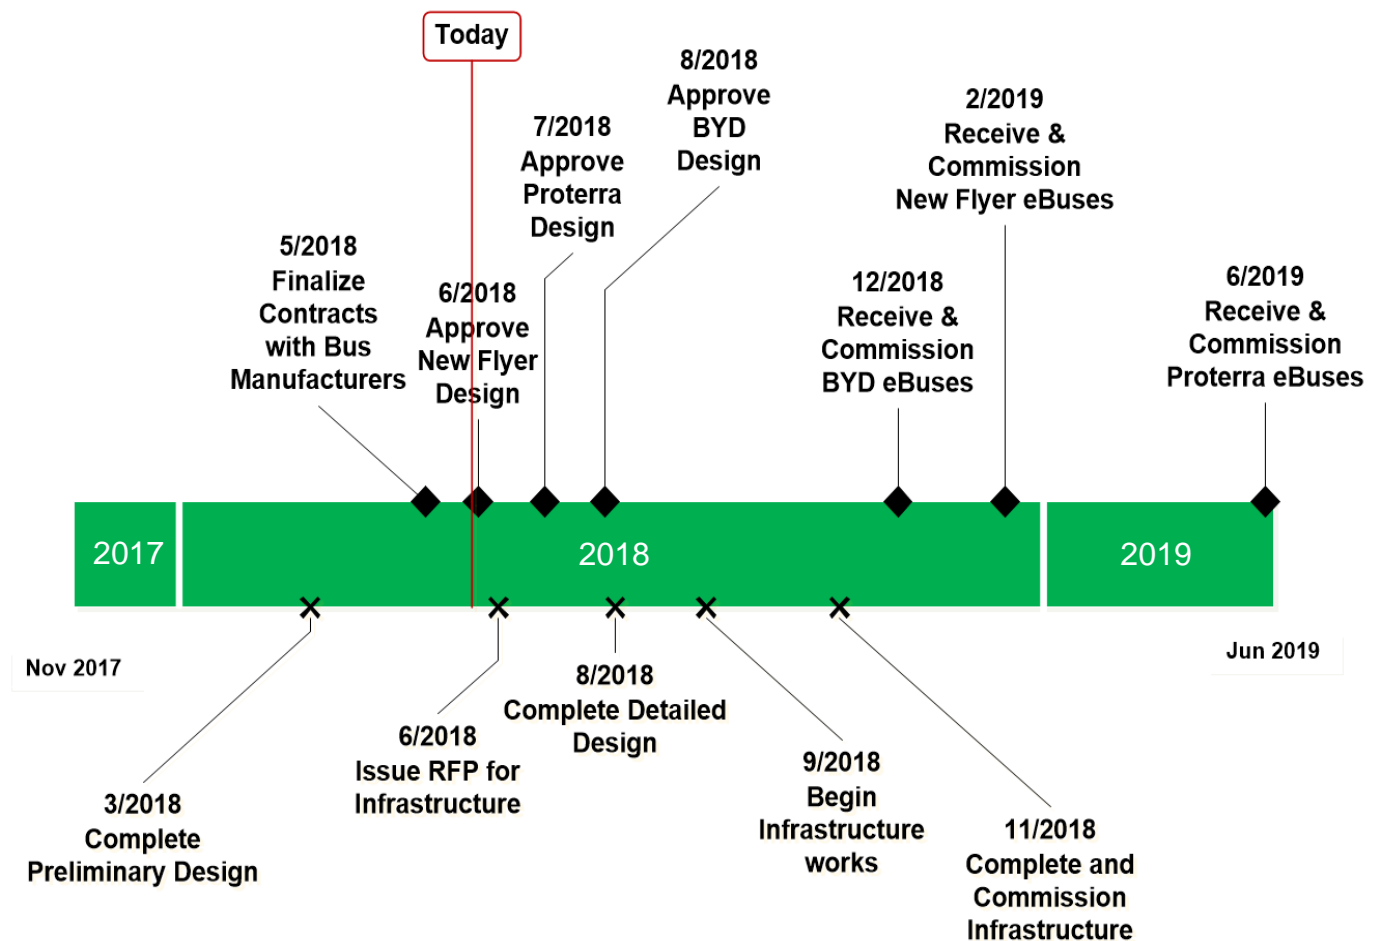 Today
8/2018
Approve
BYD
Design
2/2019
Receive &
Commission
New Flyer eBuses
7/2018
Approve
Proterra
Design
5/2018
Finalize
Contracts
with Bus
Manufacturers
6/2018
Approve
New Flyer
Design
12/2018
Receive &
Commission
BYD eBuses
6/2019
Receive &
Commission
Proterra eBuses
2017
2018
2019
Nov 2017
Jun 2019
3/2018
Complete
Preliminary Design
6/2018
Issue RFP for
Infrastructure
8/2018
Complete Detailed
Design
9/2018
Begin
Infrastructure
works
11/2018
Complete and
Commission
Infrastructure